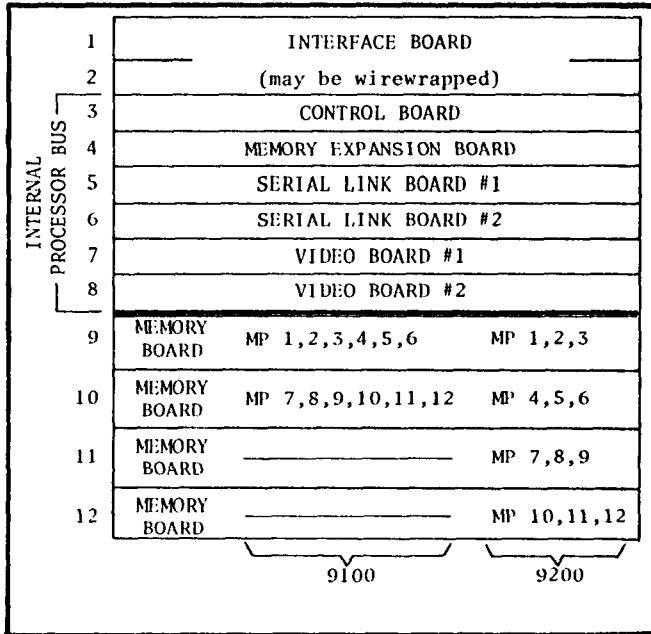 1 INTERFACE BOARD
2 (may be wirewrapped)
3 CONTROL BOARD
4 MEMORY EXPANSION BOARD
5 SERIAL LINK BOARD #1
6 SERIAL LINK BOARD #2
7 VIDEO BOARD #1
8 VIDEO BOARD #2
INTERNAL
PROCESSOR BUS
9 MEMORY BOARD MP 1,2,3,4,5,6 MP 1,2,3
10 MEMORY BOARD MP 7,8,9,10,11,12 MP 4,5,6
11 MEMORY BOARD MP 7,8,9
12 MEMORY BOARD MP 10,11,12
9100 9200